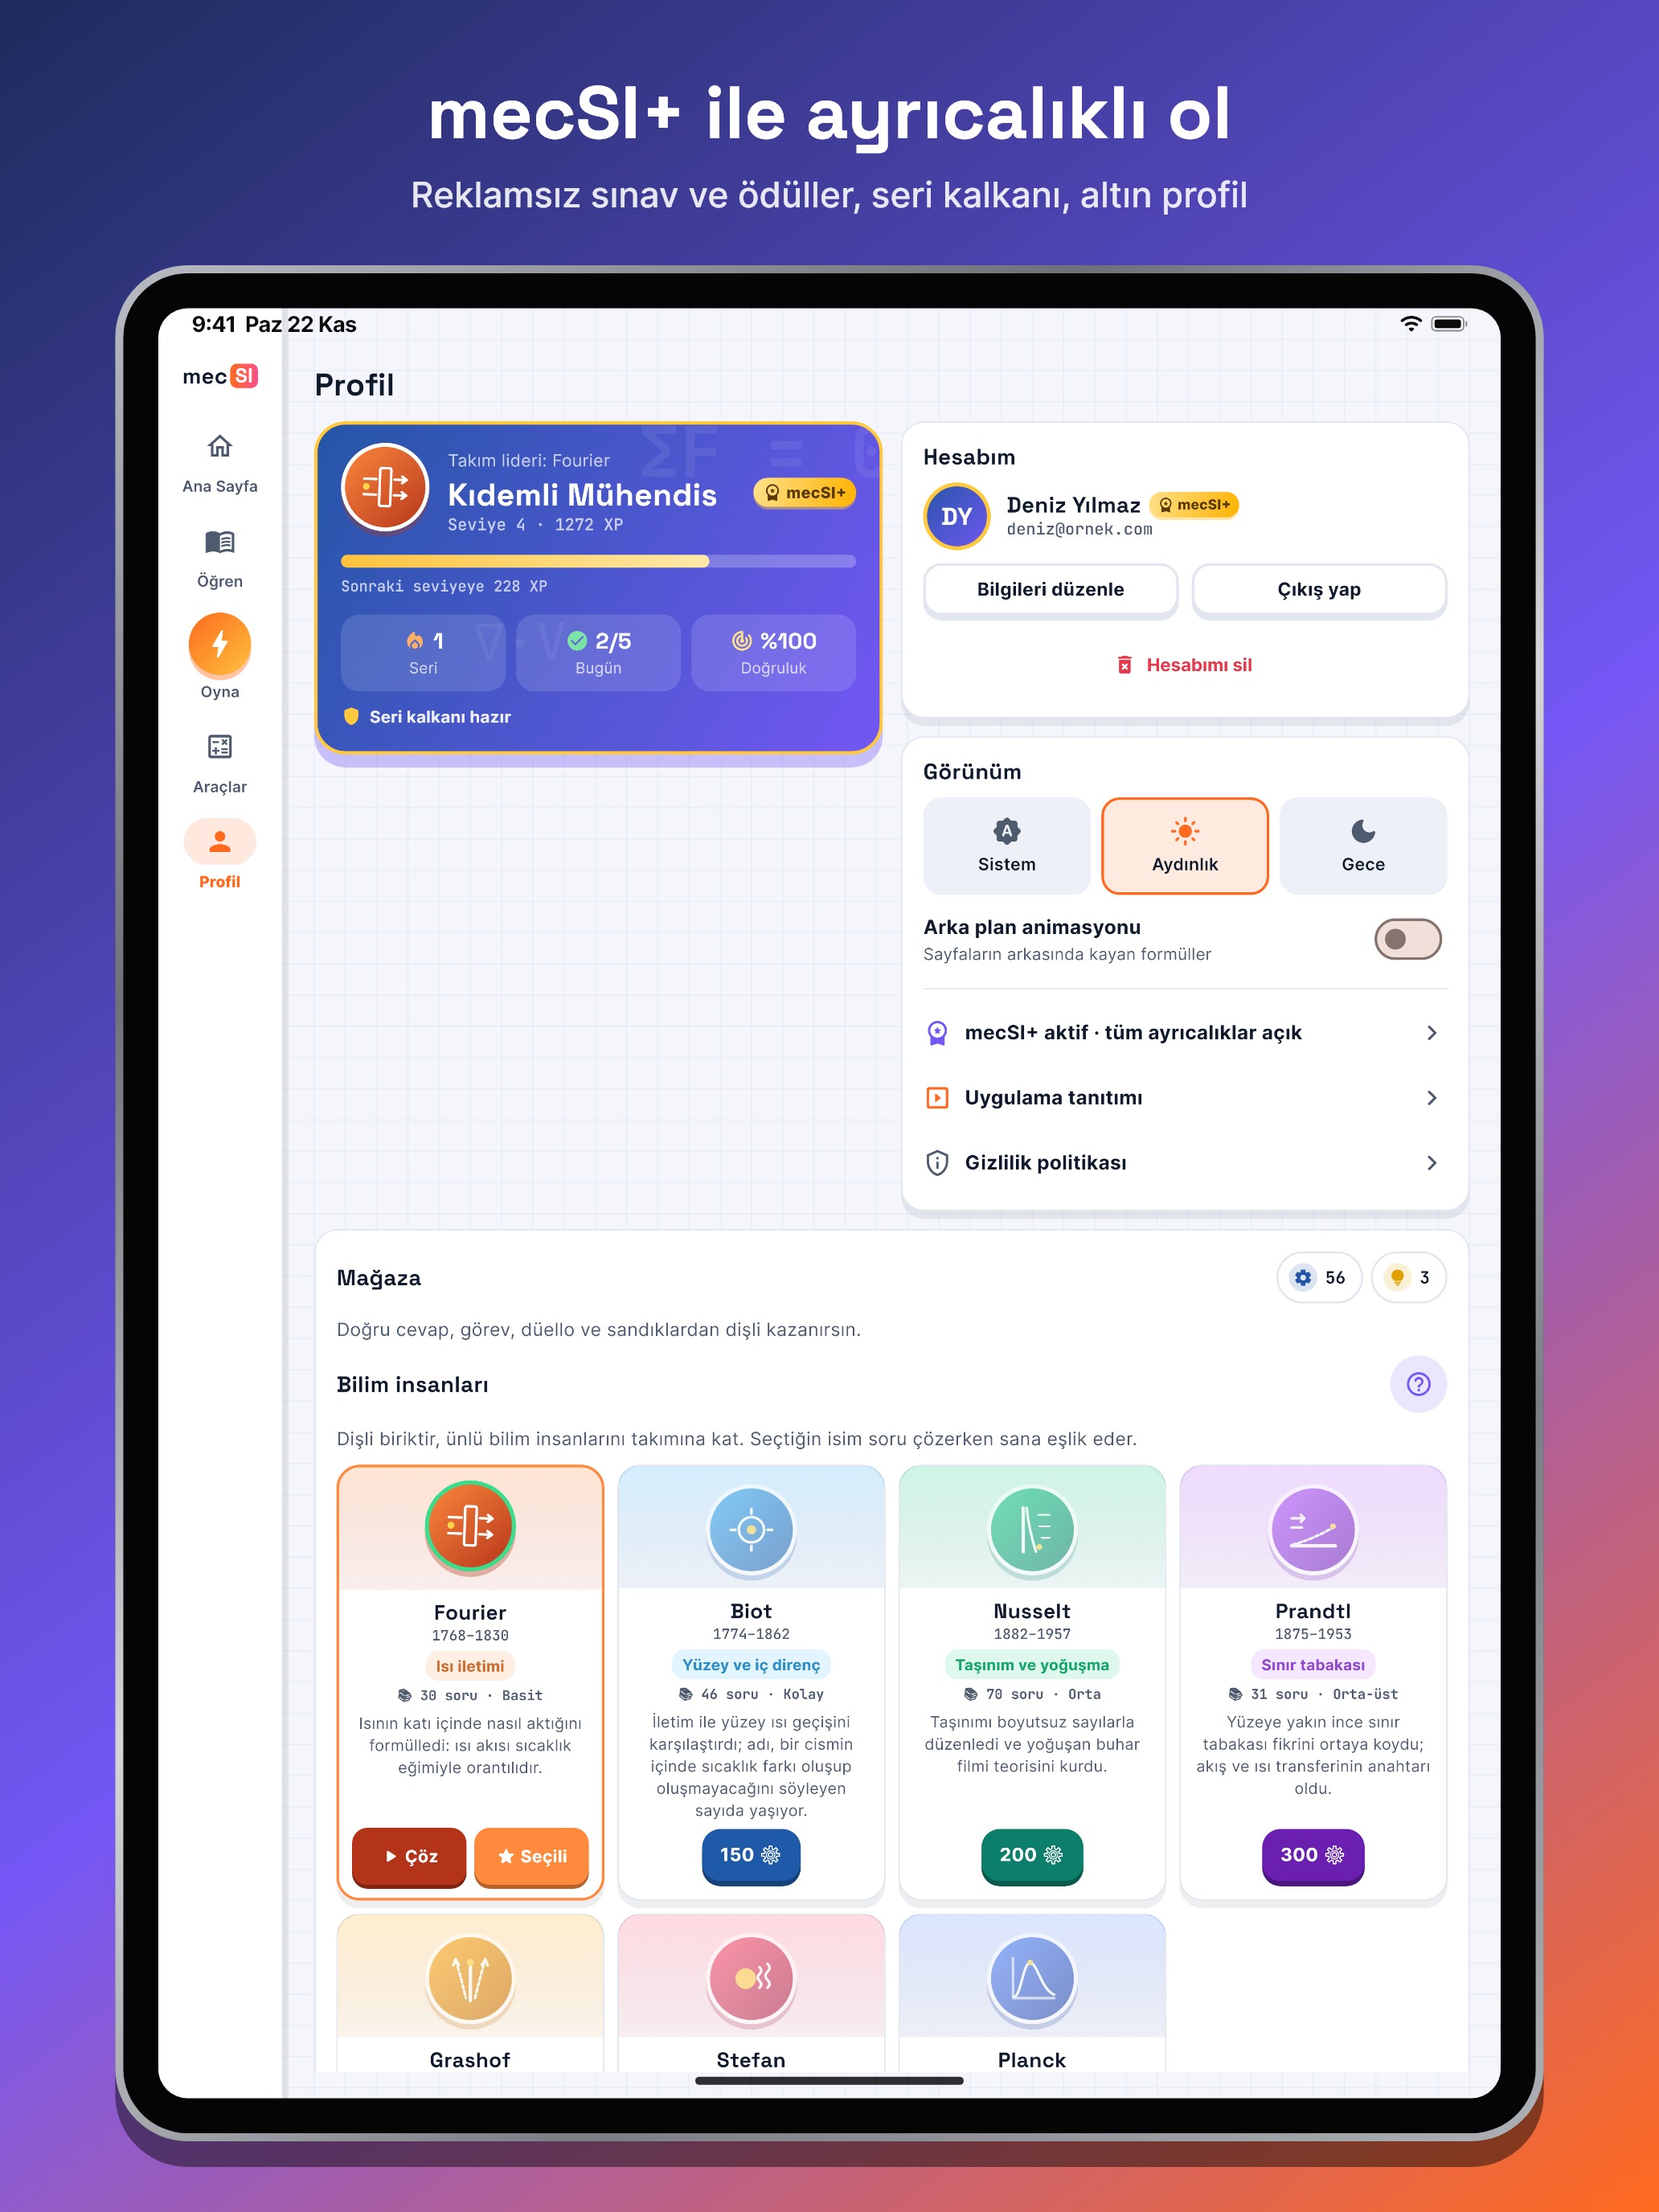 mecSI+ ile ayrıcalıklı ol
Reklamsız sınav ve ödüller, seri kalkanı, altın profil
9:41 Paz 22 Kas
mec SI
Ana Sayfa
Öğren
Oyna
Araçlar
Profil
Profil
ΣF = 0
Takım lideri: Fourier
Kıdemli Mühendis
mecSI+
Seviye 4 · 1272 XP
Sonraki seviyeye 228 XP
∇·V
1
Seri
2/5
Bugün
%100
Doğruluk
Seri kalkanı hazır
Hesabım
DY
Deniz Yılmaz
mecSI+
deniz@ornek.com
Bilgileri düzenle
Çıkış yap
Hesabımı sil
Görünüm
A
Sistem
Aydınlık
Gece
Arka plan animasyonu
Sayfaların arkasında kayan formüller
mecSI+ aktif · tüm ayrıcalıklar açık
Uygulama tanıtımı
Gizlilik politikası
Mağaza
56
3
Doğru cevap, görev, düello ve sandıklardan dişli kazanırsın.
Bilim insanları
?
Dişli biriktir, ünlü bilim insanlarını takımına kat. Seçtiğin isim soru çözerken sana eşlik eder.
Fourier
1768–1830
Isı iletimi
30 soru · Basit
Isının katı içinde nasıl aktığını
formülledi: ısı akısı sıcaklık
eğimiyle orantılıdır.
Çöz
Seçili
Biot
1774–1862
Yüzey ve iç direnç
46 soru · Kolay
İletim ile yüzey ısı geçişini
karşılaştırdı; adı, bir cismin
içinde sıcaklık farkı oluşup
oluşmayacağını söyleyen
sayıda yaşıyor.
150
Nusselt
1882–1957
Taşınım ve yoğuşma
70 soru · Orta
Taşınımı boyutsuz sayılarla
düzenledi ve yoğuşan buhar
filmi teorisini kurdu.
200
Prandtl
1875–1953
Sınır tabakası
31 soru · Orta-üst
Yüzeye yakın ince sınır
tabakası fikrini ortaya koydu;
akış ve ısı transferinin anahtarı
oldu.
300
Grashof
Stefan
Planck